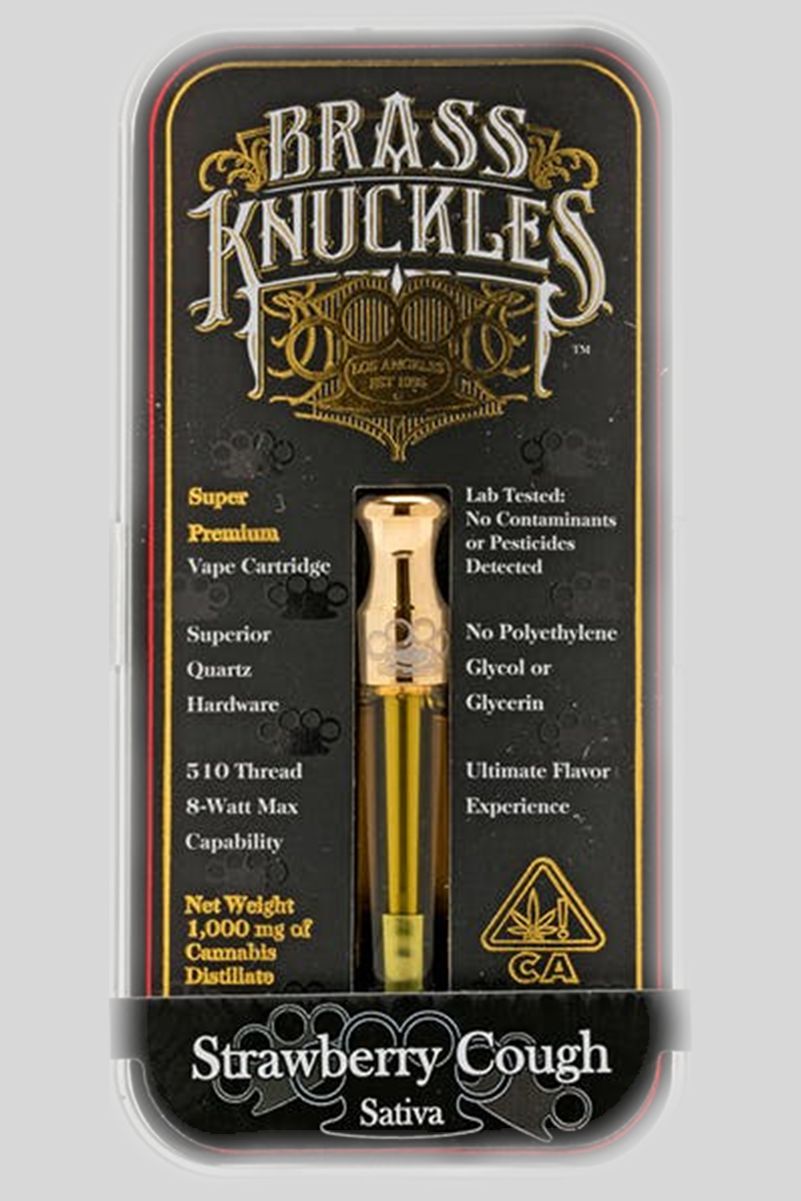 BRASS
KNUCKLES
LOS ANGELES
TM
Super
Premium
Vape Cartridge
Superior
Quartz
Hardware
510 Thread
8-Watt Max
Capability
Net Weight
1,000 mg of
Cannabis
Distillate
Lab Tested:
No Contaminants
or Pesticides
Detected
No Polyethylene
Glycol or
Glycerin
Ultimate Flavor
Experience
CA
Strawberry Cough
Sativa